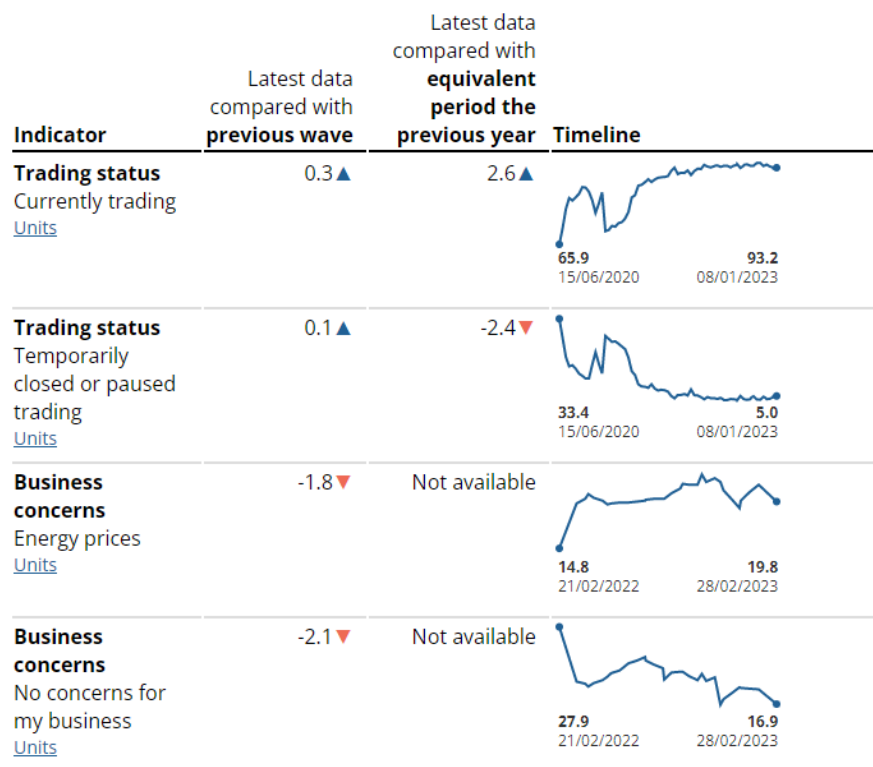 Latest data
compared with
Latest data equivalent
compared with period the
Indicator previous wave previous year Timeline
Trading status 0.3▲ 2.6▲
Currently trading
Units
65.9 93.2
15/06/2020 08/01/2023
Trading status 0.1▲ -2.4▼
Temporarily
closed or paused
trading
33.4 5.0
15/06/2020 08/01/2023
Units
Business -1.8▼ Not available
concerns
Energy prices
Units
14.8 19.8
21/02/2022 28/02/2023
Business -2.1▼ Not available
concerns
No concerns for
my business
27.9 16.9
21/02/2022 28/02/2023
Units